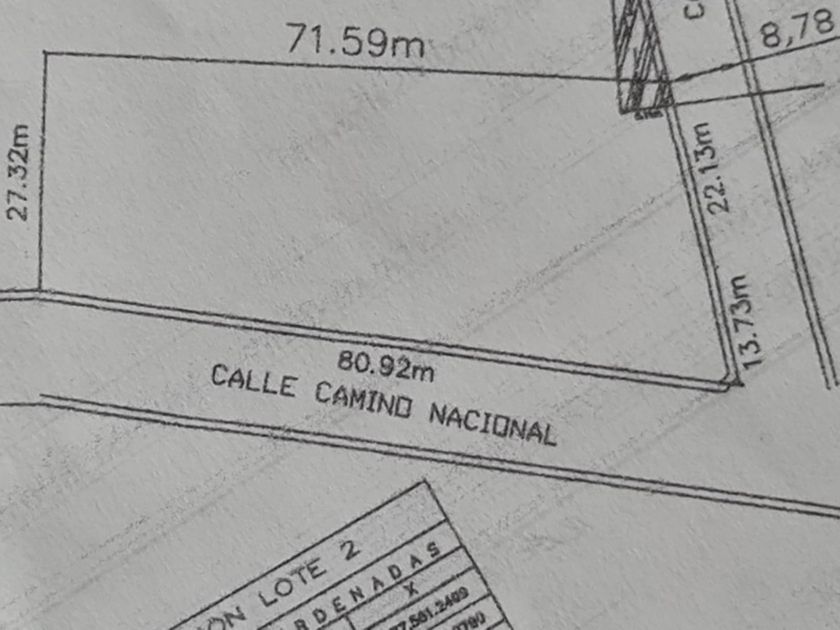 71.59m
8,78
27.32m
22.13m
13.73m
80.92m
CALLE CAMINO NACIONAL
LOTE 2
X